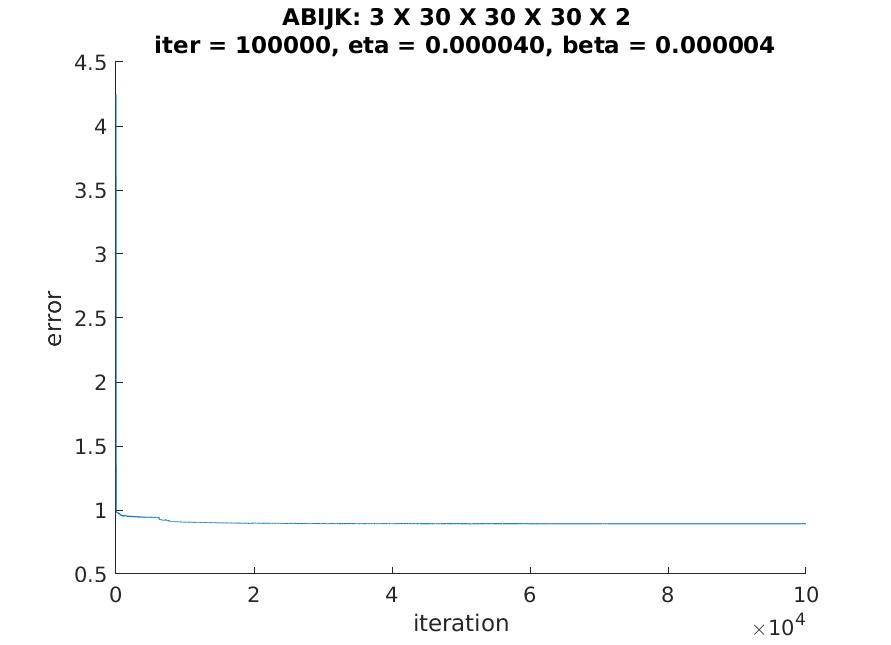 ABIJK: 3 X 30 X 30 X 30 X 2
iter = 100000, eta = 0.000040, beta = 0.000004
4.5
4
3.5
3
2.5
2
1.5
1
0.5
error
0 2 4 6 8 10
iteration
×10^4